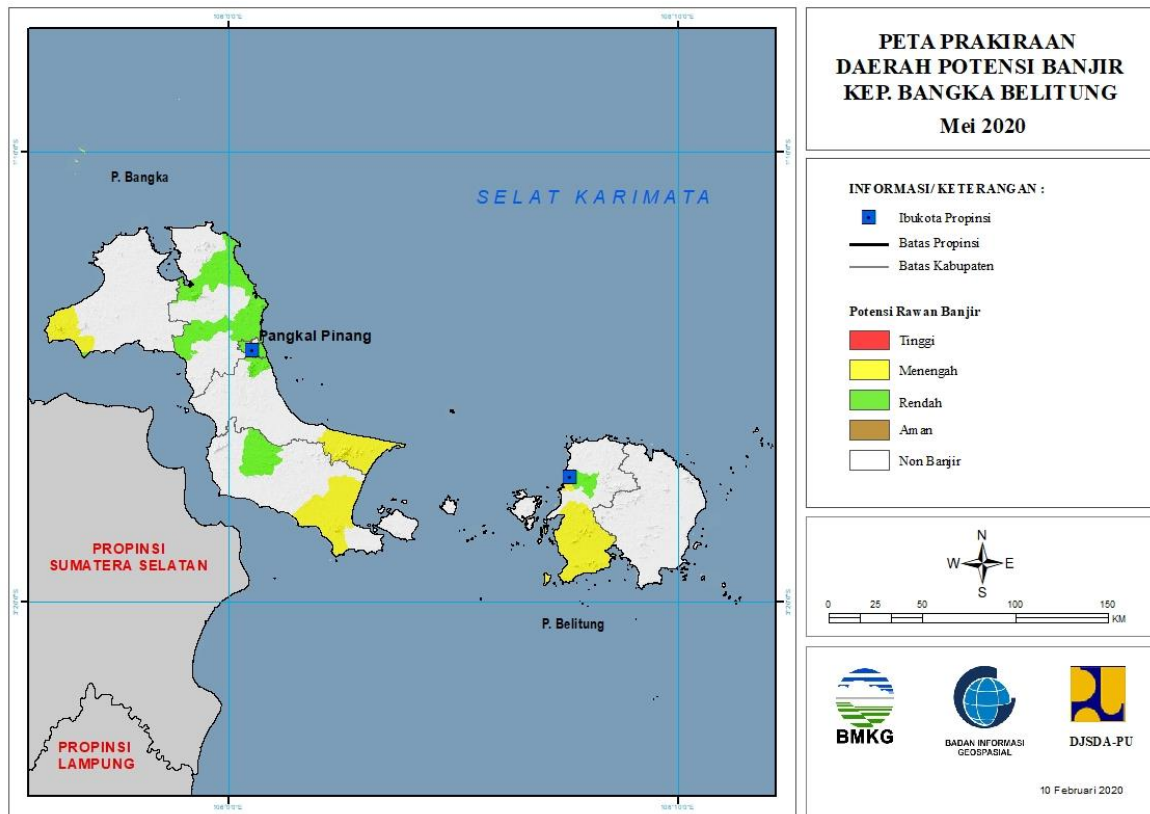 PETA PRAKIRAAN
DAERAH POTENSI BANJIR
KEP. BANGKA BELITUNG
Mei 2020
P. Bangka
SELAT KARIMATA
Pangkal Pinang
PROPINSI
SUMATERA SELATAN
P. Belitung
PROPINSI
LAMPUNG
INFORMASI/ KETERANGAN :
Ibukota Propinsi
Batas Propinsi
Batas Kabupaten
Potensi Rawan Banjir
Tinggi
Menengah
Rendah
Aman
Non Banjir
N
W E
S
0 25 50 100 150
KM
BMKG
BADAN INFORMASI
GEOSPASIAL
DJSDA-PU
10 Februari 2020